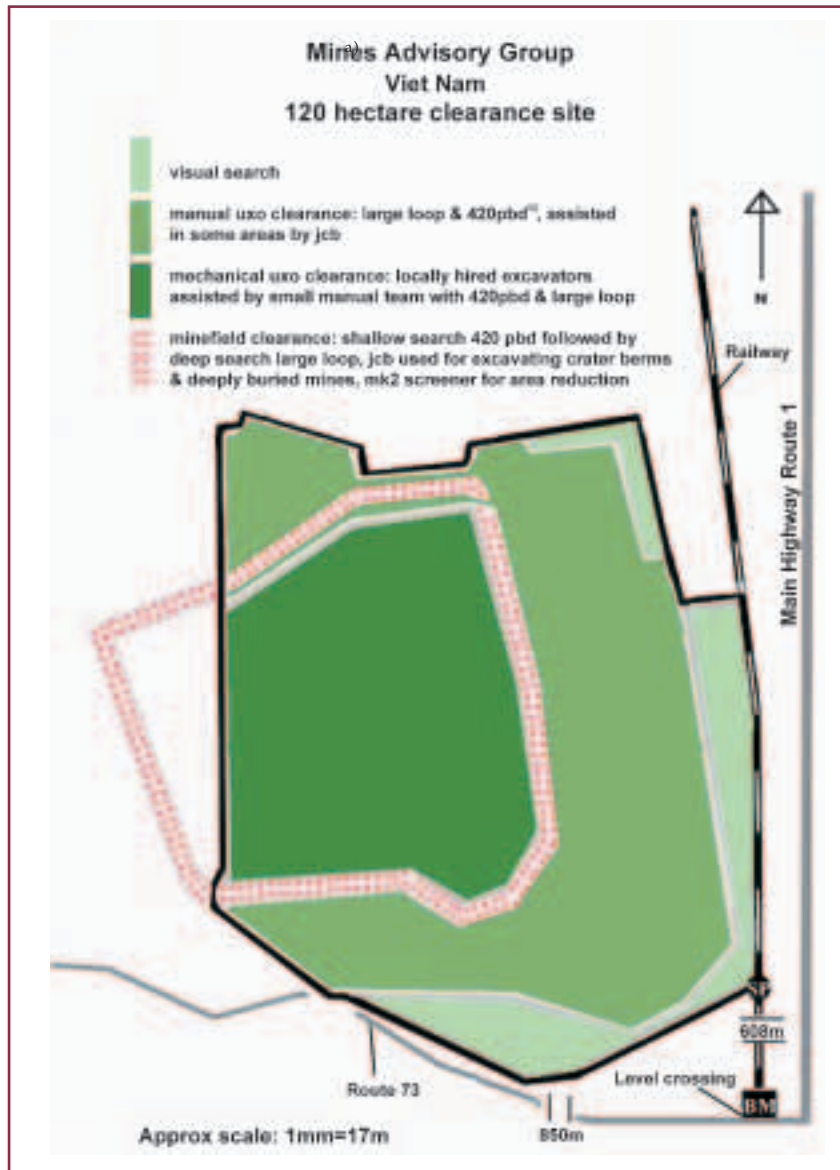 a)
Mines Advisory Group
Viet Nam
120 hectare clearance site
visual search
manual uxo clearance: large loop & 420pbd, assisted
in some areas by jcb
mechanical uxo clearance: locally hired excavators
assisted by small manual team with 420pbd & large loop
minefield clearance: shallow search 420 pbd followed by
deep search large loop, jcb used for excavating crater berms
& deeply buried mines, mk2 screener for area reduction
N
Railway
Main Highway Route 1
SP
608m
Route 73
Level crossing
BM
850m
Approx scale: 1mm=17m